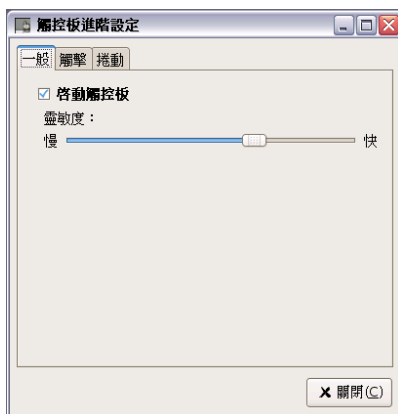 觸控板進階設定
一般 觸擊 捲動
啓動觸控板
靈敏度：
慢 快
關閉(C)